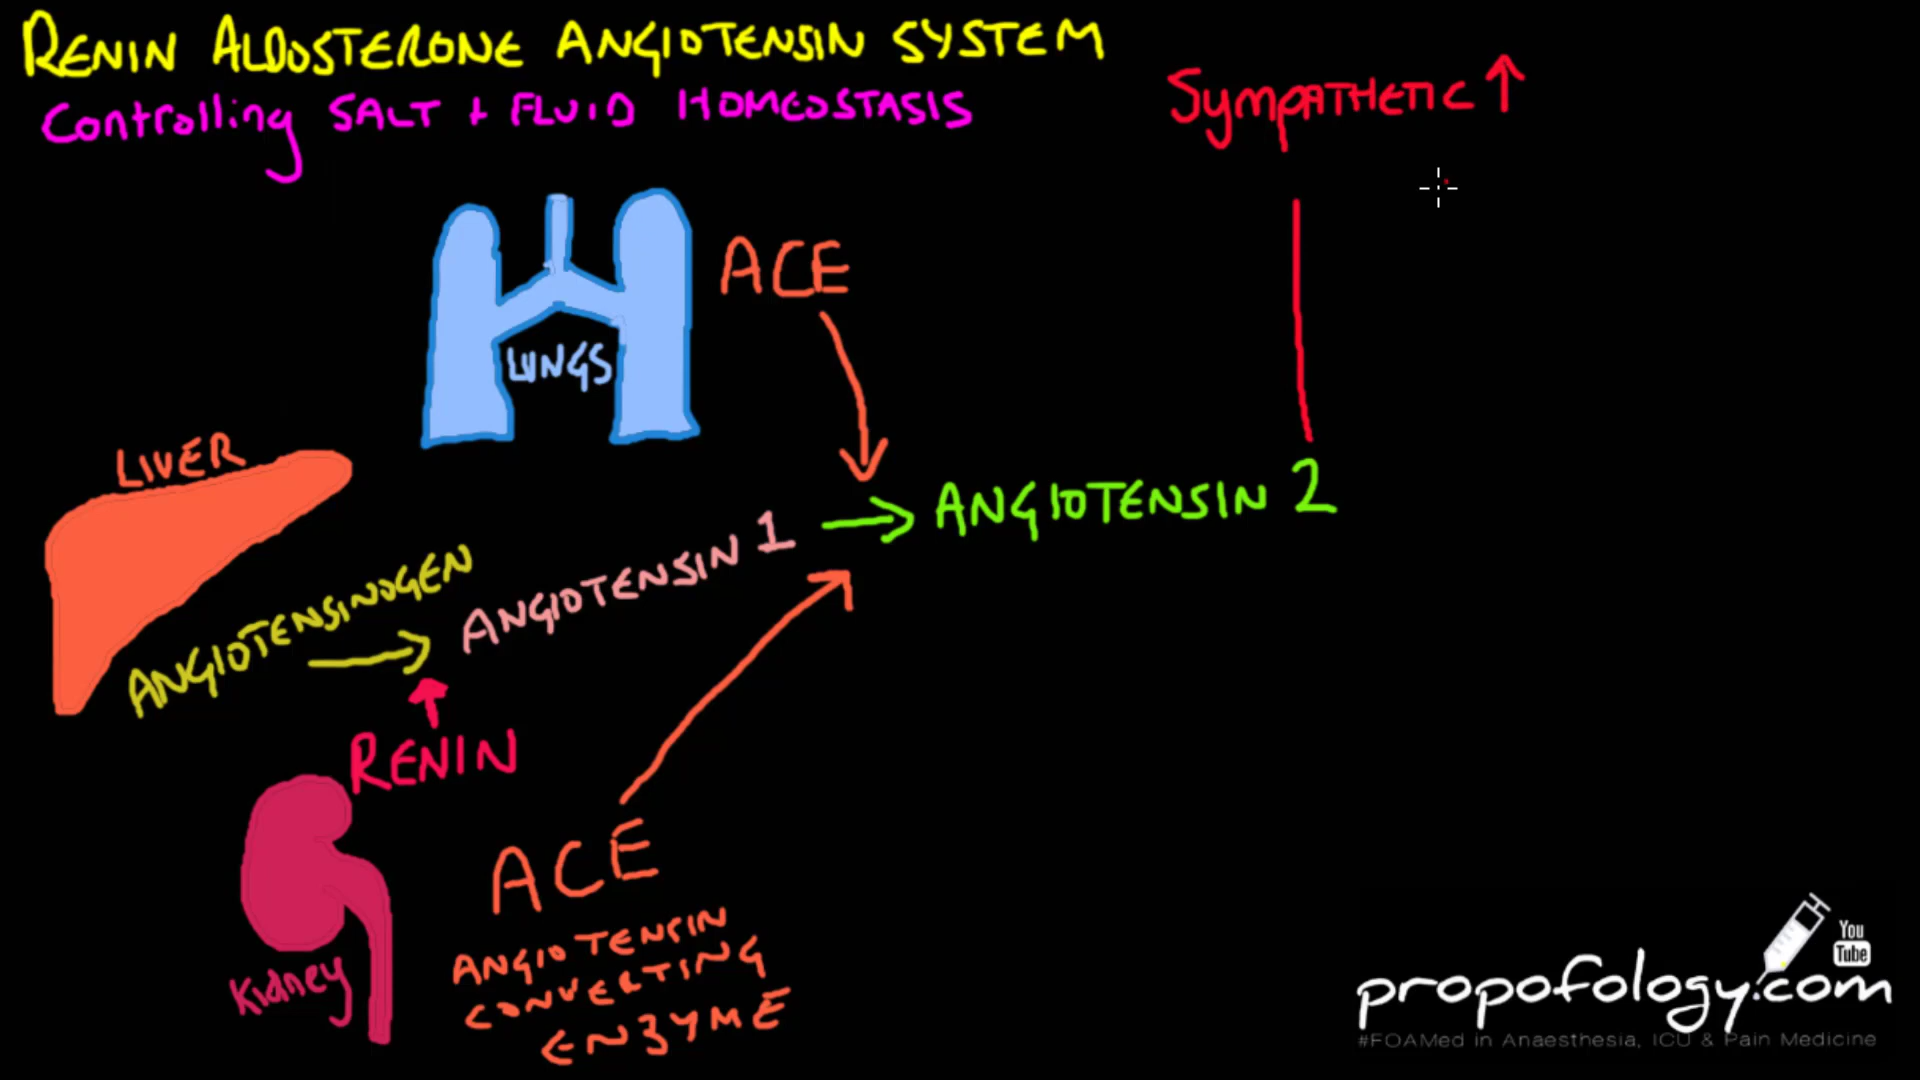 RENIN ALDOSTERONE ANGIOTENSIN SYSTEM
Controlling SALT + FLUID HOMEOSTASIS
Sympathetic ↑
ACE
LUNGS
LIVER
ANGIOTENSIN 2
ANGIOTENSIN 1
ANGIOTENSINOGEN
RENIN
ACE
Kidney
ANGIOTENSIN
CONVERTING
ENZYME
You
Tube
propofology.com
#FOAMed in Anaesthesia, ICU & Pain Medicine